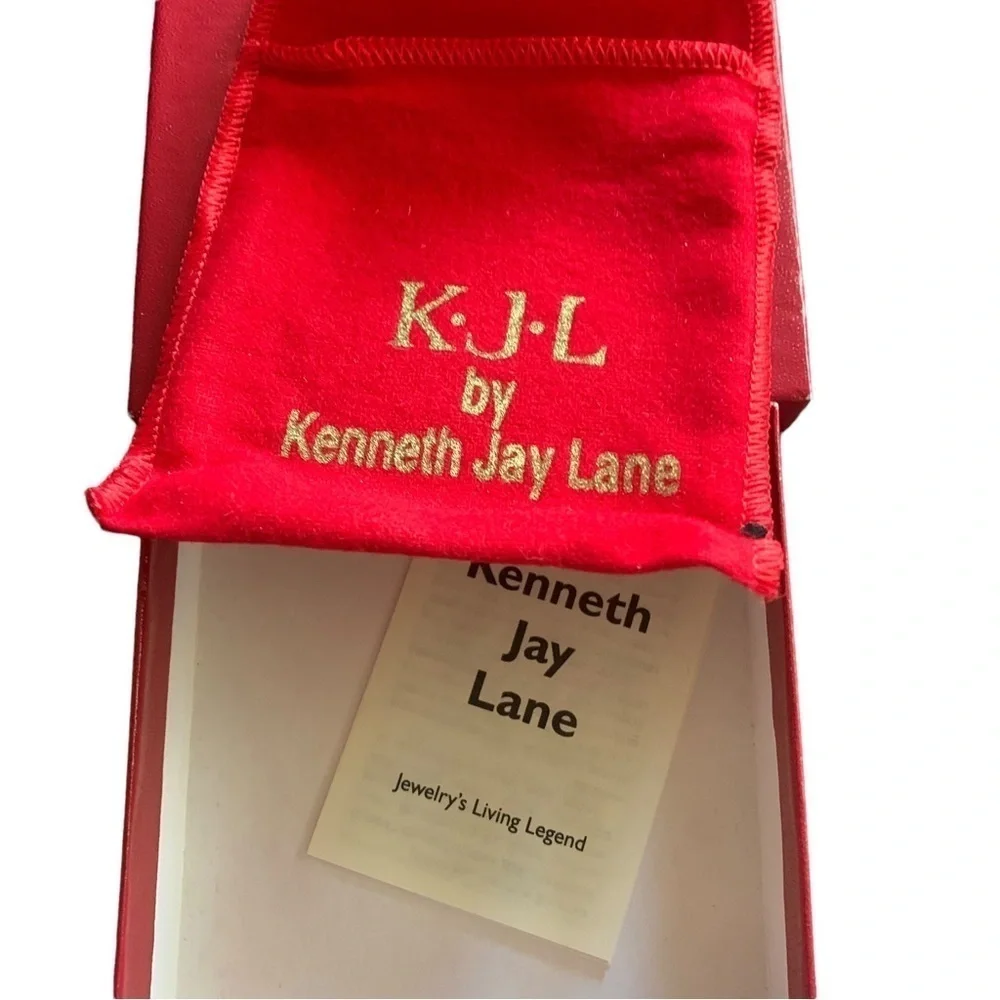 K·J·L
by
Kenneth Jay Lane
Kenneth
Jay
Lane
Jewelry's Living Legend